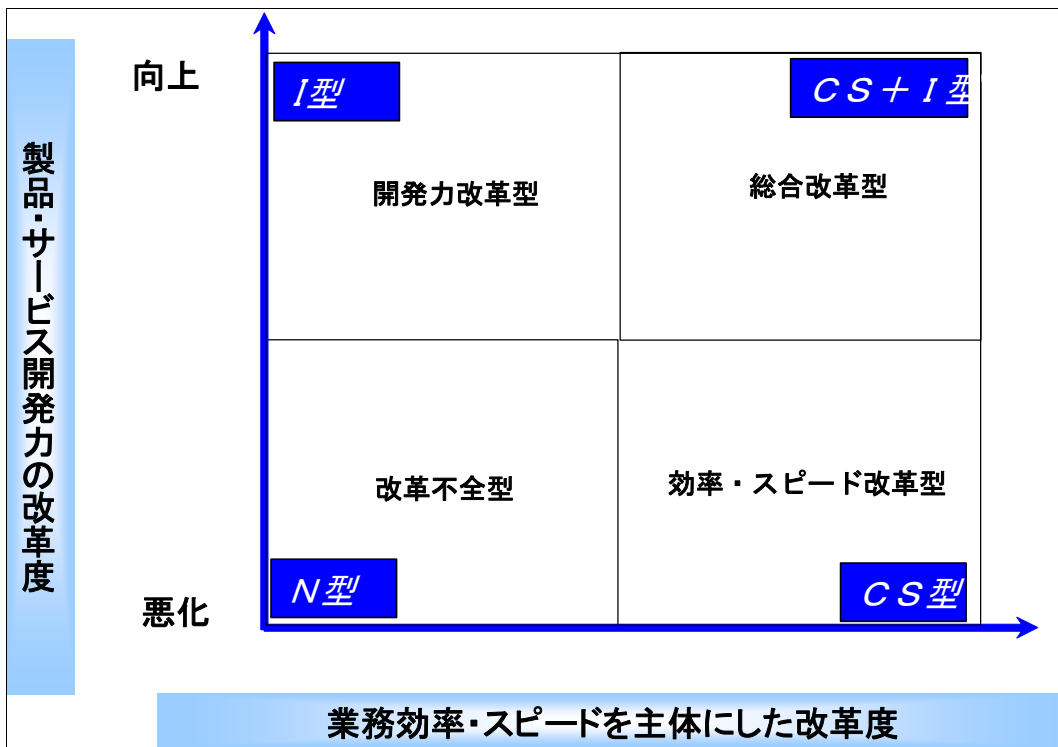 向上
I型
CS＋I型
製品・サービス開発力の改革度
開発力改革型
総合改革型
改革不全型
効率・スピード改革型
N型
CS型
悪化
業務効率・スピードを主体にした改革度